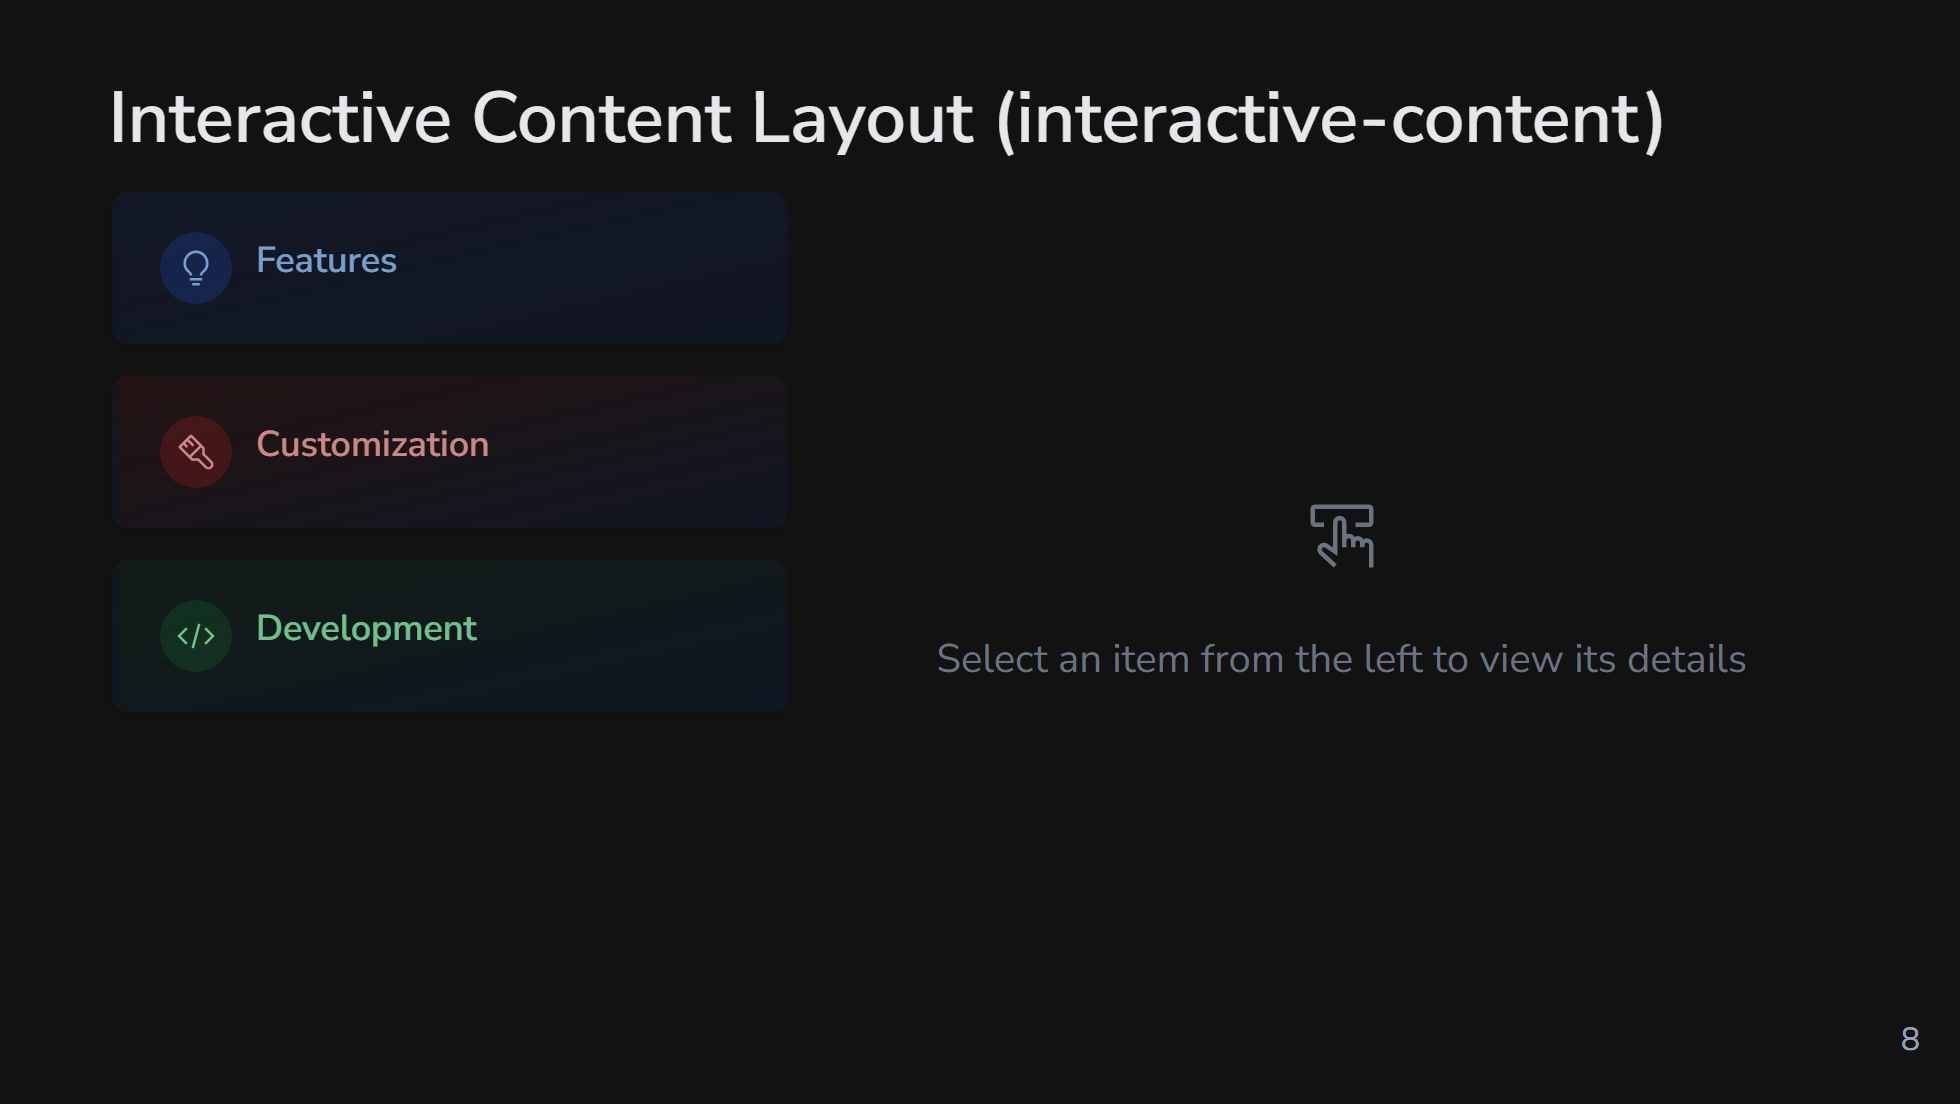 Interactive Content Layout (interactive-content)
Features
Customization
Development
Select an item from the left to view its details
8